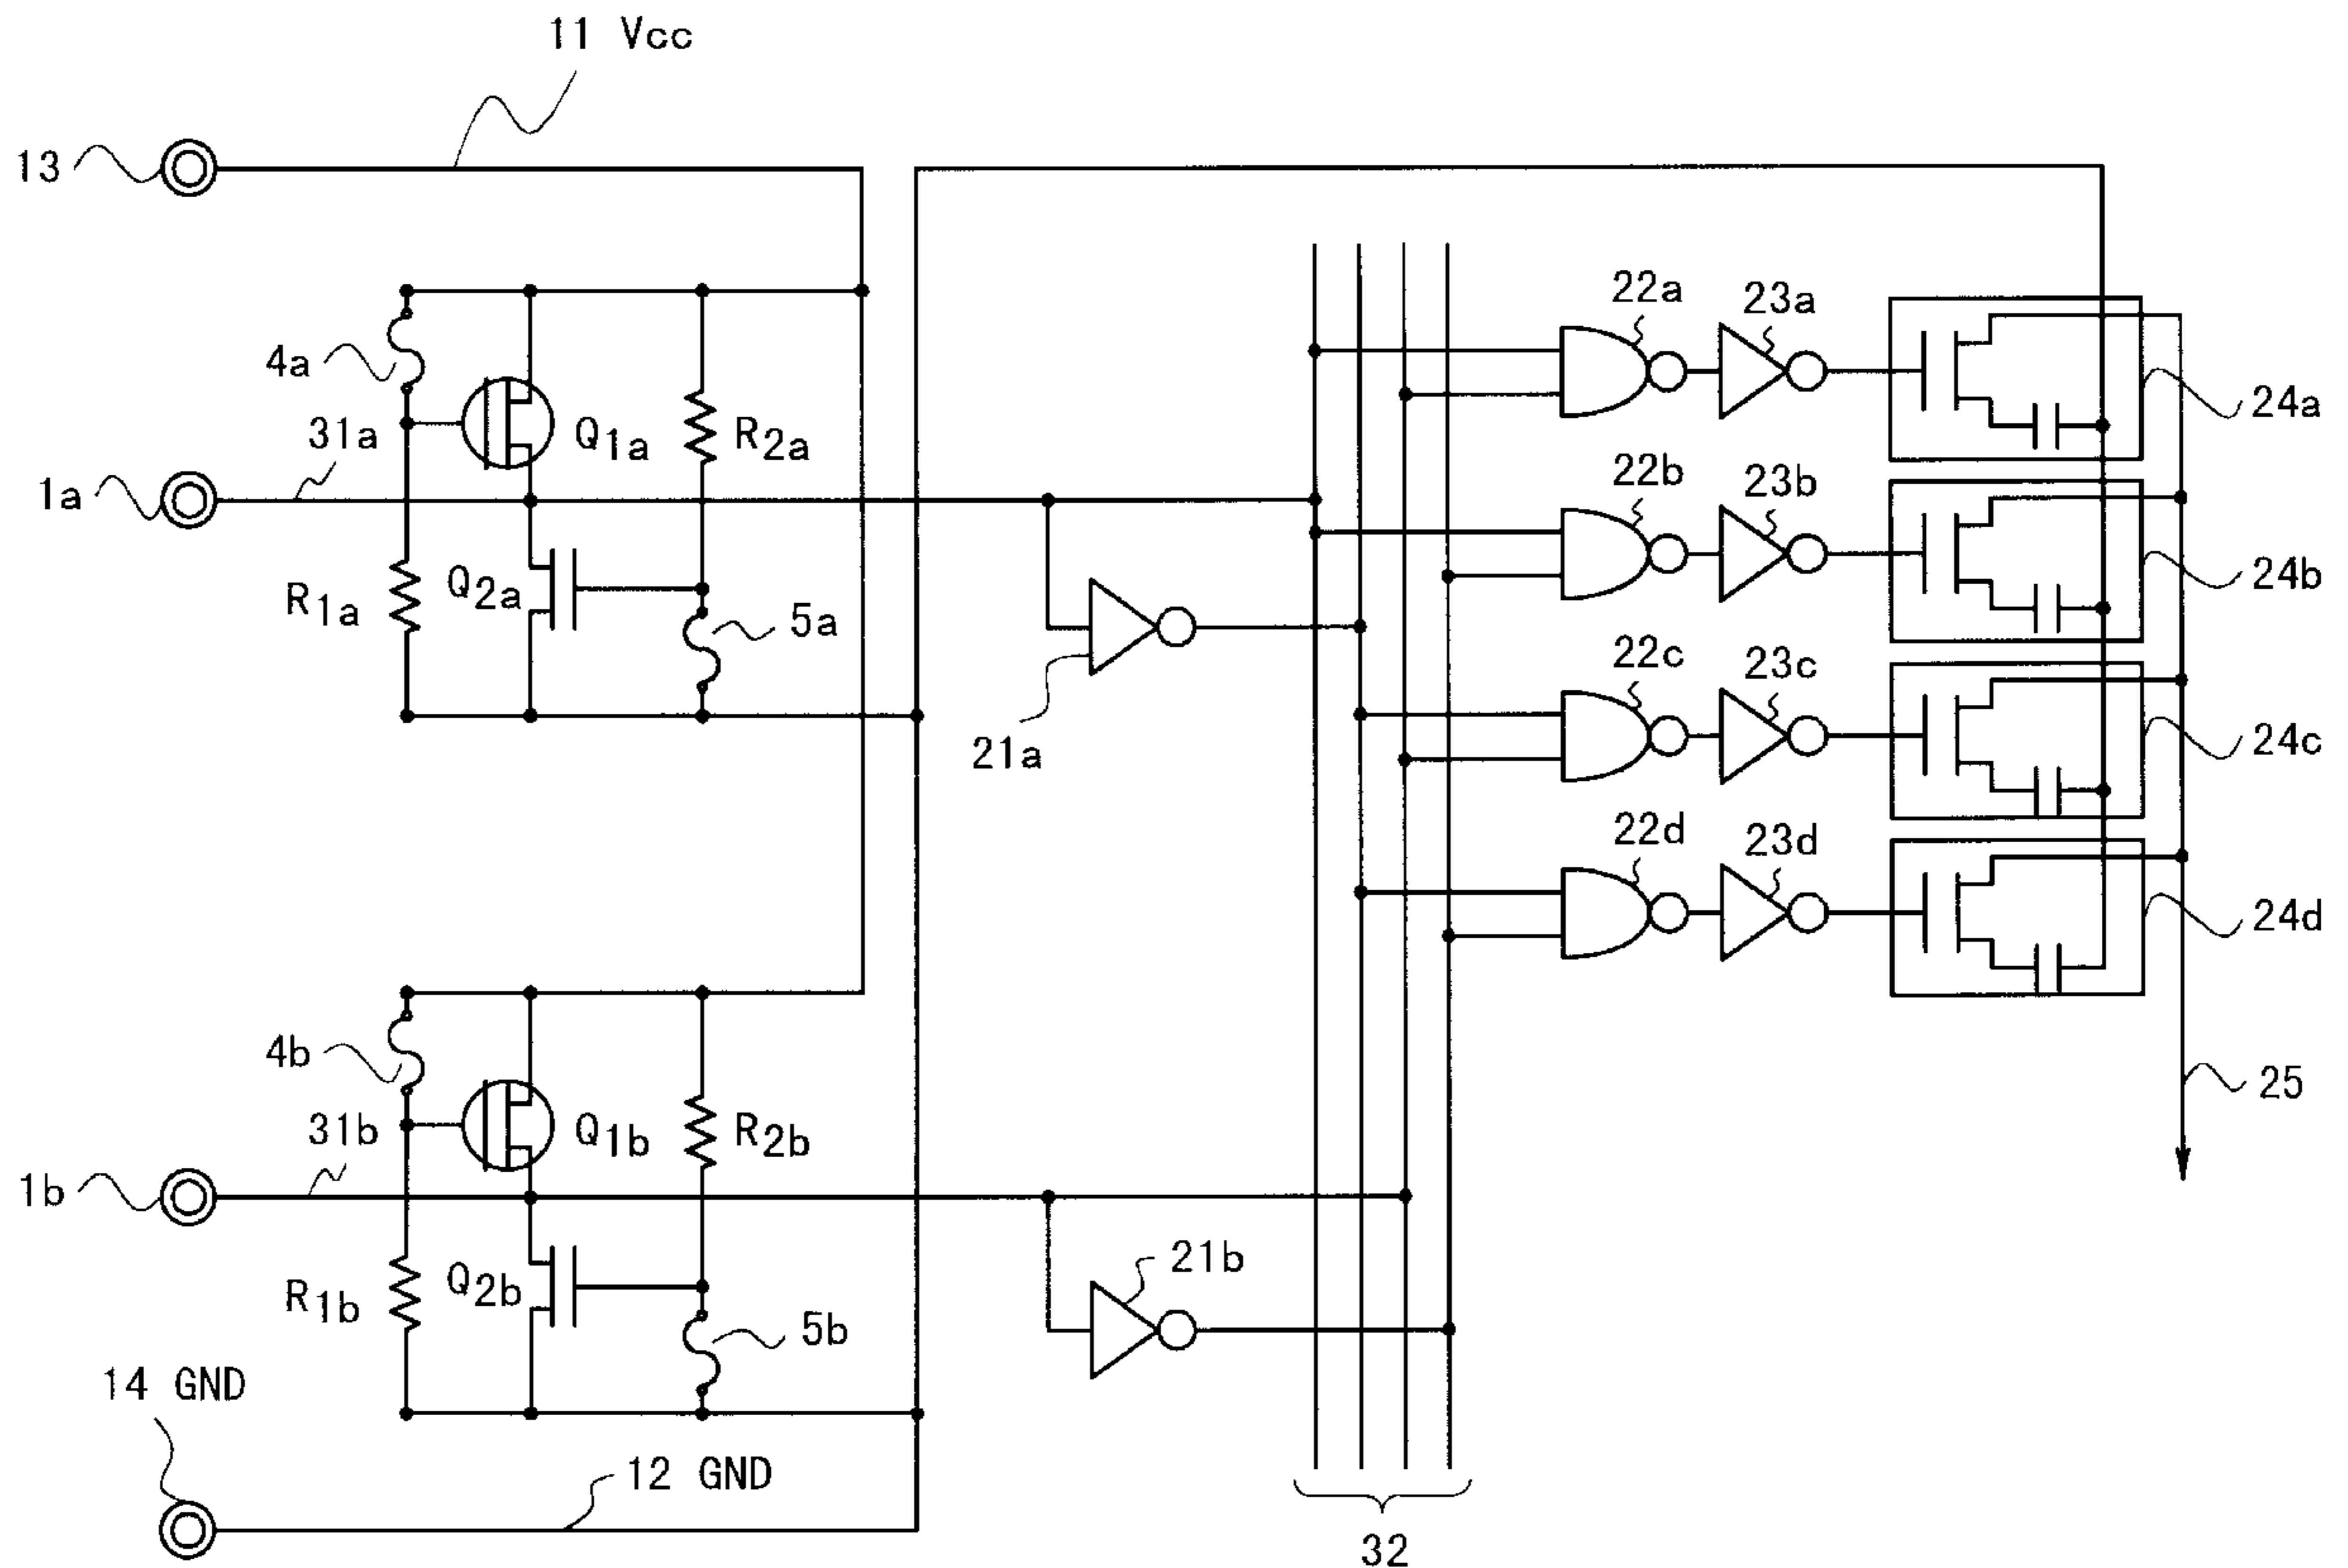 11 Vcc
13
22a
23a
4a
24a
31a
Q1a
R2a
22b
23b
1a
R1a
Q2a
5a
24b
22c
23c
21a
24c
22d
23d
24d
4b
25
31b
Q1b
R2b
1b
21b
R1b
Q2b
5b
14 GND
12 GND
32